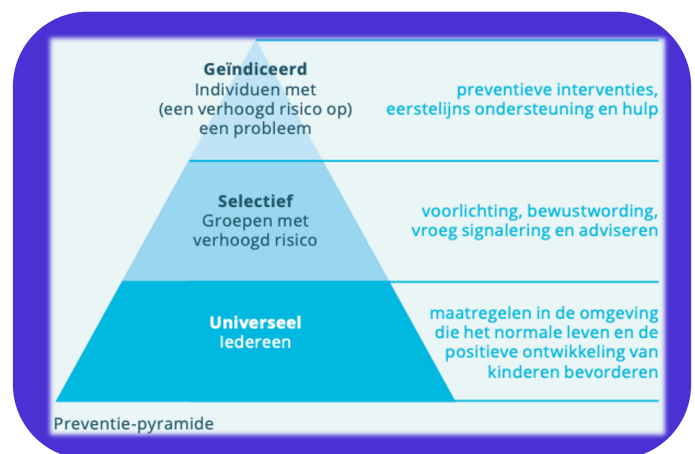 Geïndiceerd
Individuen met
(een verhoogd risico op)
een probleem
preventieve interventies,
eerstelijns ondersteuning en hulp
Selectief
Groepen met
verhoogd risico
voorlichting, bewustwording,
vroeg signalering en adviseren
Universeel
Iedereen
maatregelen in de omgeving
die het normale leven en de
positieve ontwikkeling van
kinderen bevorderen
Preventie-pyramide